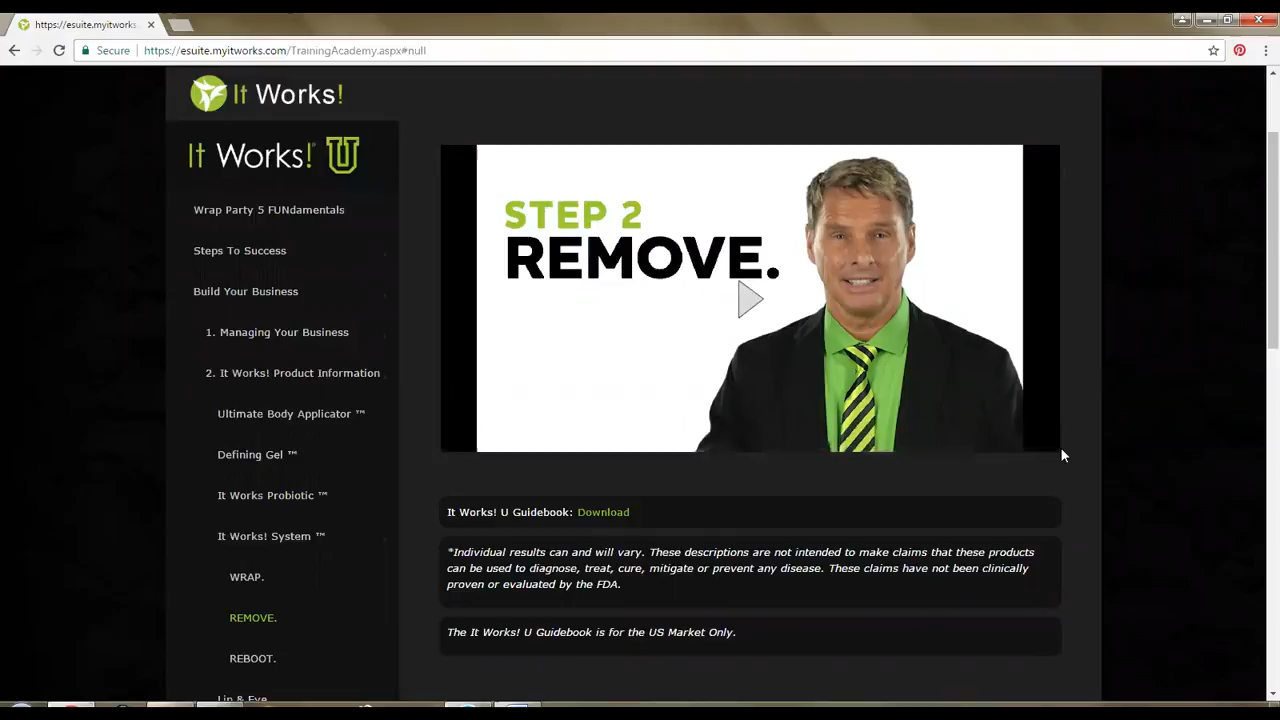 https://esuite.myitworks.
Secure
https://esuite.myitworks.com/TrainingAcademy.aspx#null
It Works!
It Works!® U
Wrap Party 5 FUNdamentals
Steps To Success
Build Your Business
1. Managing Your Business
2. It Works! Product Information
Ultimate Body Applicator ™
Defining Gel ™
It Works Probiotic ™
It Works! System ™
WRAP.
REMOVE.
REBOOT.
Lip & Eye
STEP 2
REMOVE.
It Works! U Guidebook: Download
*Individual results can and will vary. These descriptions are not intended to make claims that these products
can be used to diagnose, treat, cure, mitigate or prevent any disease. These claims have not been clinically
proven or evaluated by the FDA.
The It Works! U Guidebook is for the US Market Only.